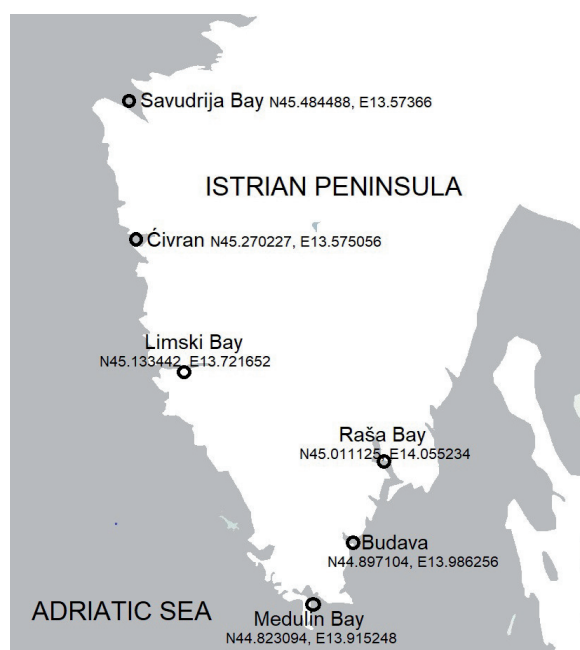 Savudrija Bay N45.484488, E13.57366
ISTRIAN PENINSULA
Ćivran N45.270227, E13.575056
Limski Bay
N45.133442, E13.721652
Raša Bay
N45.011125, E14.055234
Budava
N44.897104, E13.986256
ADRIATIC SEA
Medulin Bay
N44.823094, E13.915248